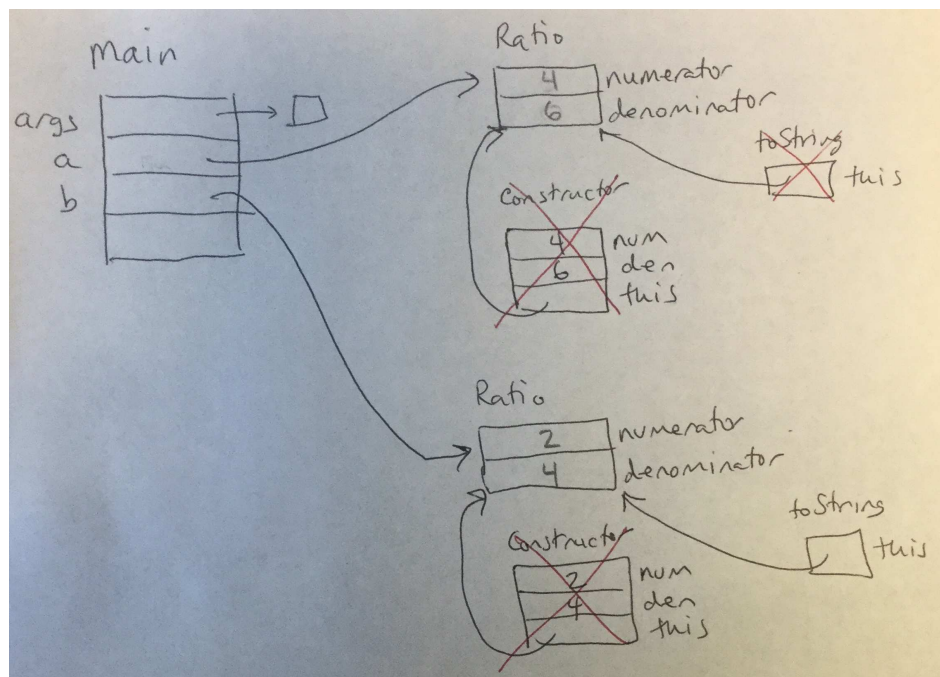 Main
args
a
b
Ratio
4 numerator
6 denominator
toString
this
Constructor
4 num
6 den
this
Ratio
2 numerator
4 denominator
toString
this
Constructor
2 num
4 den
this